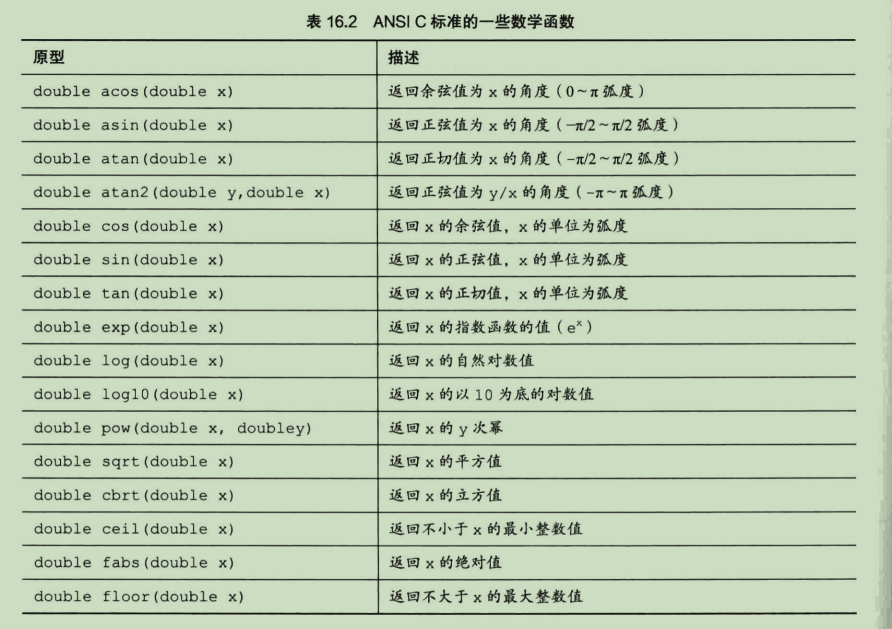 表 16.2 ANSI C 标准的一些数学函数
原型 描述
double acos(double x) 返回余弦值为 x 的角度（0~π 弧度）
double asin(double x) 返回正弦值为 x 的角度（-π/2~π/2 弧度）
double atan(double x) 返回正切值为 x 的角度（-π/2~π/2 弧度）
double atan2(double y,double x) 返回正弦值为 y/x 的角度（-π~π 弧度）
double cos(double x) 返回 x 的余弦值，x 的单位为弧度
double sin(double x) 返回 x 的正弦值，x 的单位为弧度
double tan(double x) 返回 x 的正切值，x 的单位为弧度
double exp(double x) 返回 x 的指数函数的值（eˣ）
double log(double x) 返回 x 的自然对数值
double log10(double x) 返回 x 的以 10 为底的对数值
double pow(double x, doubley) 返回 x 的 y 次幂
double sqrt(double x) 返回 x 的平方值
double cbrt(double x) 返回 x 的立方值
double ceil(double x) 返回不小于 x 的最小整数值
double fabs(double x) 返回 x 的绝对值
double floor(double x) 返回不大于 x 的最大整数值